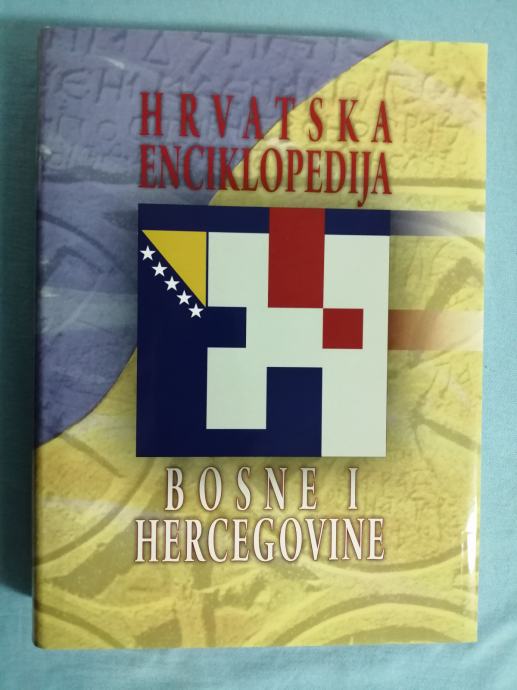 HRVATSKA
ENCIKLOPEDIJA
BOSNE I
HERCEGOVINE